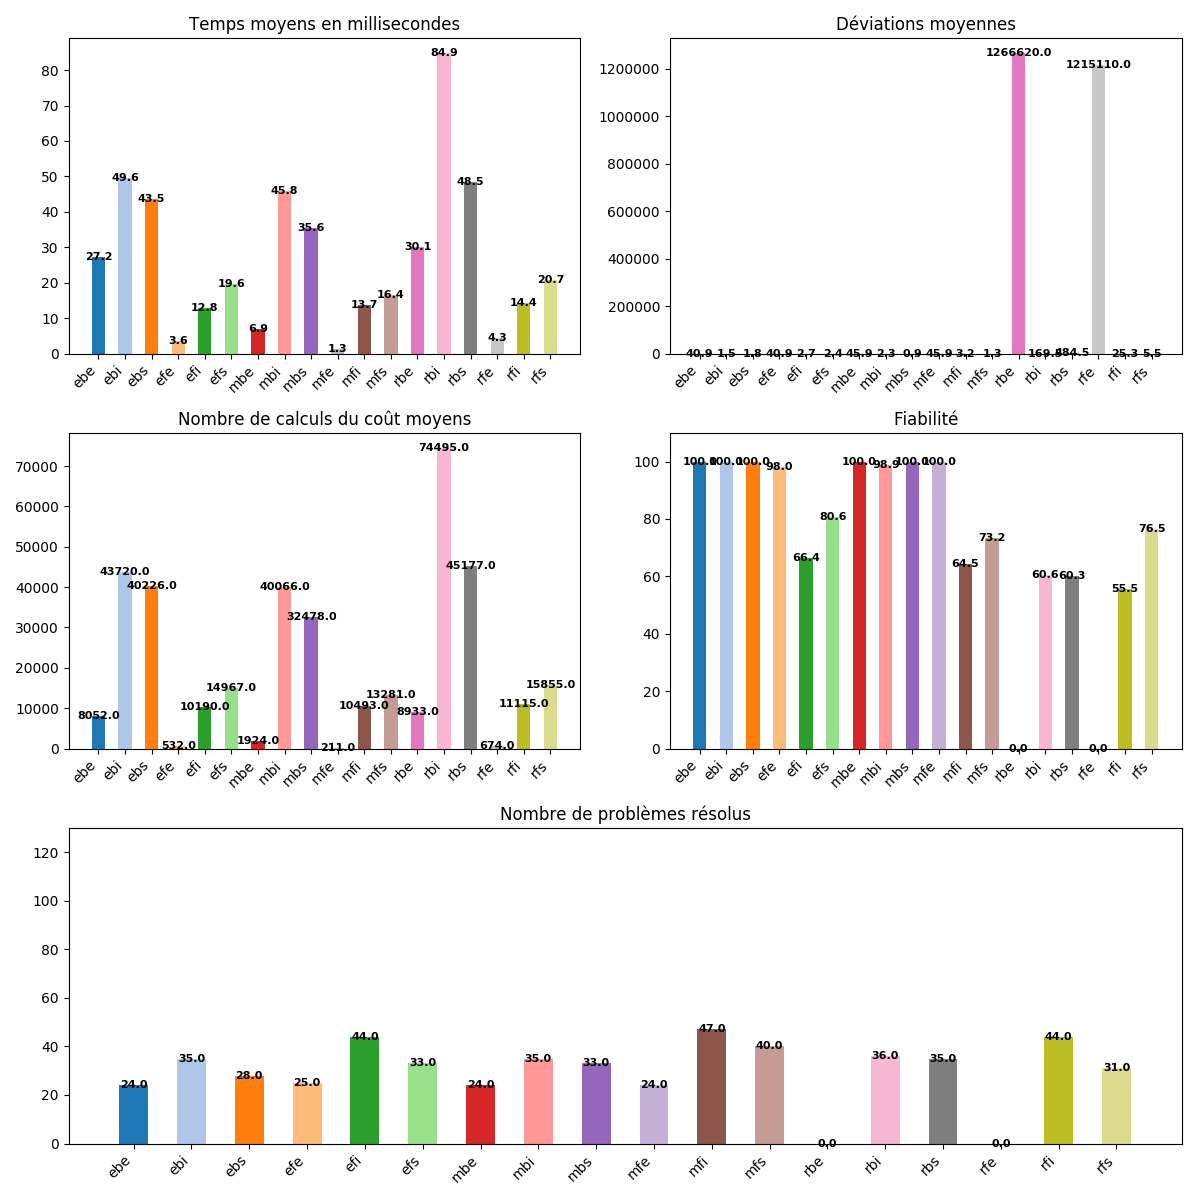 Temps moyens en millisecondes
80
70
60
50
40
30
20
10
0
27.2 49.6 43.5 3.6 12.8 19.6 6.9 45.8 35.6 1.3 13.7 16.4 30.1 84.9 48.5 4.3 14.4 20.7
ebe ebi ebs efe efi efs mbe mbi mbs mfe mfi mfs rbe rbi rbs rfe rfi rfs
Déviations moyennes
1200000
1000000
800000
600000
400000
200000
0
40.9 1.5 1.8 40.9 2.7 2.4 45.9 2.3 0.9 45.9 3.2 1.3 1266620.0 169.5 484.5 1215110.0 25.3 5.5
ebe ebi ebs efe efi efs mbe mbi mbs mfe mfi mfs rbe rbi rbs rfe rfi rfs
Nombre de calculs du coût moyens
70000
60000
50000
40000
30000
20000
10000
0
8052.0 43720.0 40226.0 532.0 10190.0 14967.0 1924.0 40066.0 32478.0 211.0 10493.0 13281.0 8933.0 74495.0 45177.0 674.0 11115.0 15855.0
ebe ebi ebs efe efi efs mbe mbi mbs mfe mfi mfs rbe rbi rbs rfe rfi rfs
Fiabilité
100
80
60
40
20
0
100.0 100.0 100.0 98.0 66.4 80.6 100.0 98.9 100.0 100.0 64.5 73.2 0.0 60.6 60.3 0.0 55.5 76.5
ebe ebi ebs efe efi efs mbe mbi mbs mfe mfi mfs rbe rbi rbs rfe rfi rfs
Nombre de problèmes résolus
120
100
80
60
40
20
0
24.0 35.0 28.0 25.0 44.0 33.0 24.0 35.0 33.0 24.0 47.0 40.0 0.0 36.0 35.0 0.0 44.0 31.0
ebe ebi ebs efe efi efs mbe mbi mbs mfe mfi mfs rbe rbi rbs rfe rfi rfs